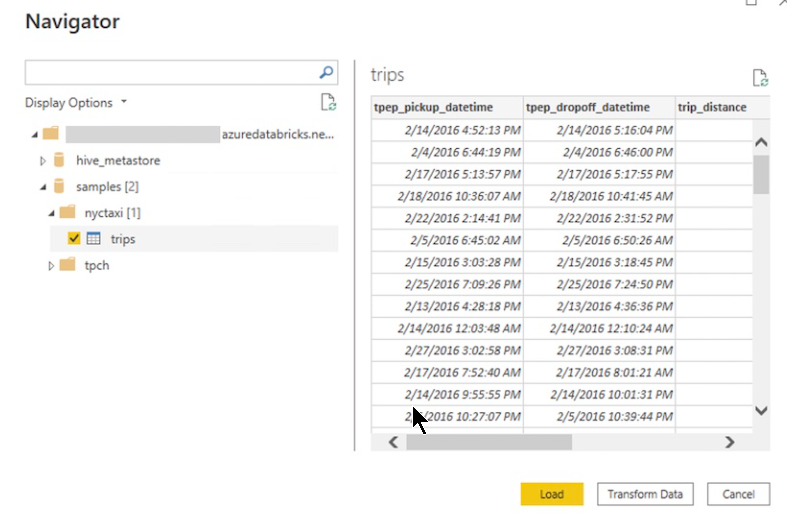 Navigator
Display Options
azuredatabricks.ne...
hive_metastore
samples [2]
nyctaxi [1]
trips
tpch
trips
tpep_pickup_datetime tpep_dropoff_datetime trip_distance
2/14/2016 4:52:13 PM 2/14/2016 5:16:04 PM
2/4/2016 6:44:19 PM 2/4/2016 6:46:00 PM
2/17/2016 5:13:57 PM 2/17/2016 5:17:55 PM
2/18/2016 10:36:07 AM 2/18/2016 10:41:45 AM
2/22/2016 2:14:41 PM 2/22/2016 2:31:52 PM
2/5/2016 6:45:02 AM 2/5/2016 6:50:26 AM
2/15/2016 3:03:28 PM 2/15/2016 3:18:45 PM
2/25/2016 7:09:26 PM 2/25/2016 7:24:50 PM
2/13/2016 4:28:18 PM 2/13/2016 4:36:36 PM
2/14/2016 12:03:48 AM 2/14/2016 12:10:24 AM
2/27/2016 3:02:58 PM 2/27/2016 3:08:31 PM
2/17/2016 7:52:40 AM 2/17/2016 8:01:21 AM
2/14/2016 9:55:55 PM 2/14/2016 10:01:31 PM
10:27:07 PM 2/5/2016 10:39:44 PM
Load Transform Data Cancel